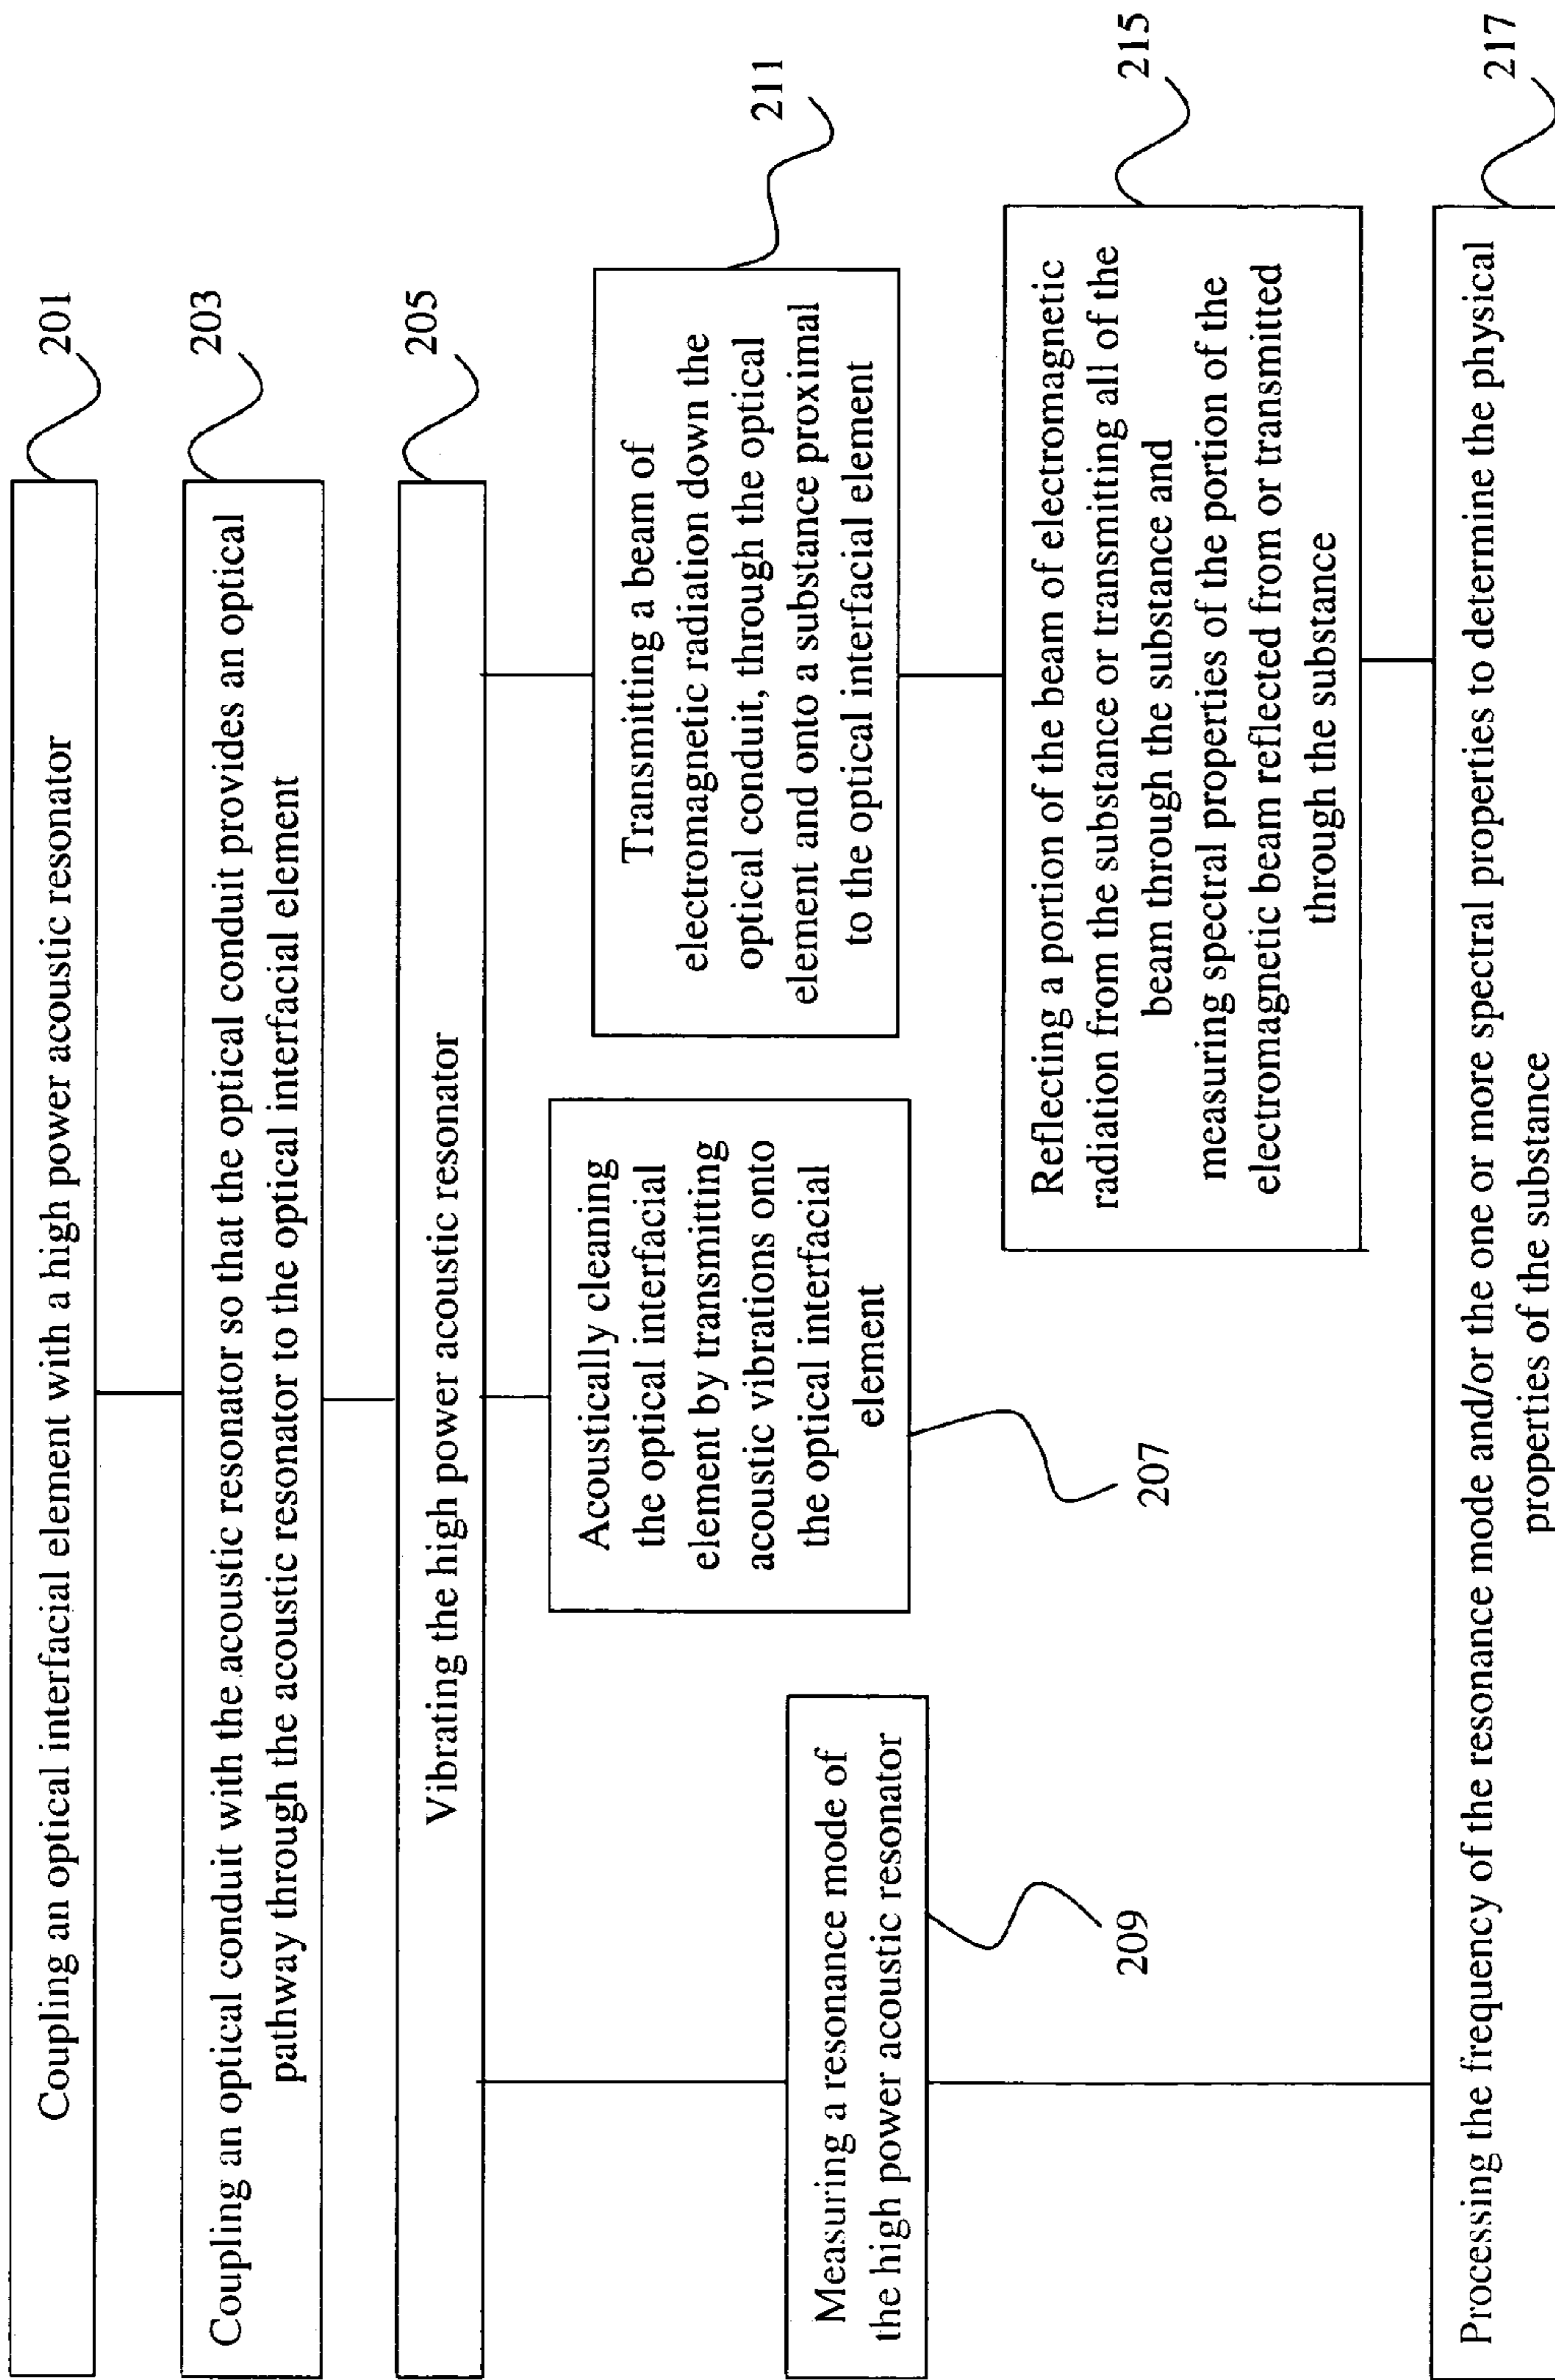 Coupling an optical interfacial element with a high power acoustic resonator
201
Coupling an optical conduit with the acoustic resonator so that the optical conduit provides an optical
pathway through the acoustic resonator to the optical interfacial element
203
Vibrating the high power acoustic resonator
205
Measuring a resonance mode of
the high power acoustic resonator
209
Acoustically cleaning
the optical interfacial
element by transmitting
acoustic vibrations onto
the optical interfacial
element
207
Transmitting a beam of
electromagnetic radiation down the
optical conduit, through the optical
element and onto a substance proximal
to the optical interfacial element
211
Reflecting a portion of the beam of electromagnetic
radiation from the substance or transmitting all of the
beam through the substance and
measuring spectral properties of the portion of the
electromagnetic beam reflected from or transmitted
through the substance
215
Processing the frequency of the resonance mode and/or the one or more spectral properties to determine the physical
properties of the substance
217